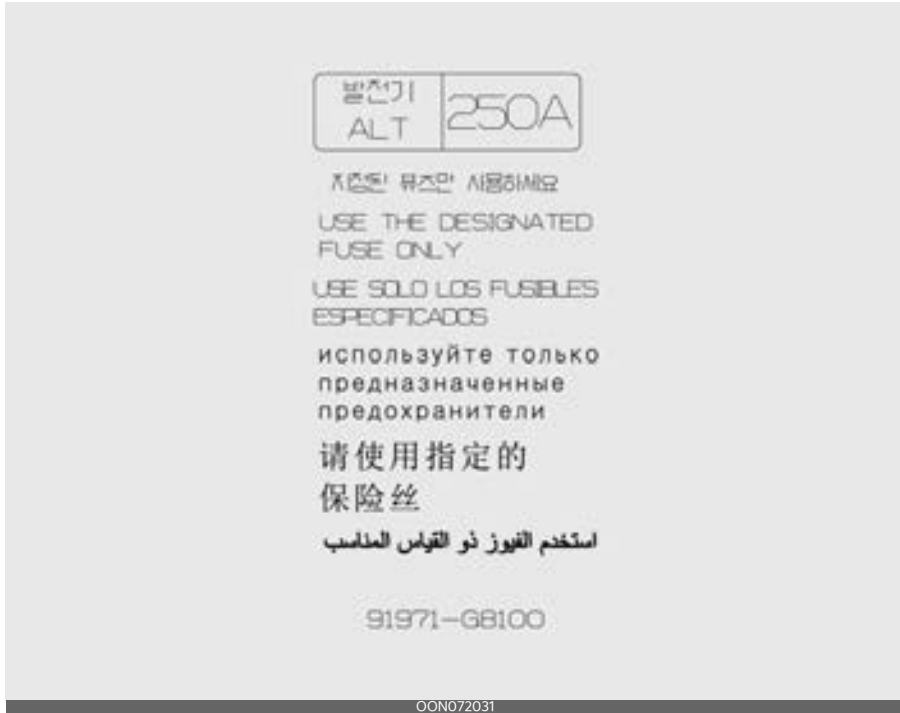 발전기
ALT
250A
지정된 퓨즈만 사용하세요
USE THE DESIGNATED
FUSE ONLY
USE SOLO LOS FUSIBLES
ESPECIFICADOS
используйте только
предназначенные
предохранители
请使用指定的
保险丝
استخدم الفيوز ذو القياس المناسب
91971-G8100
OON072031